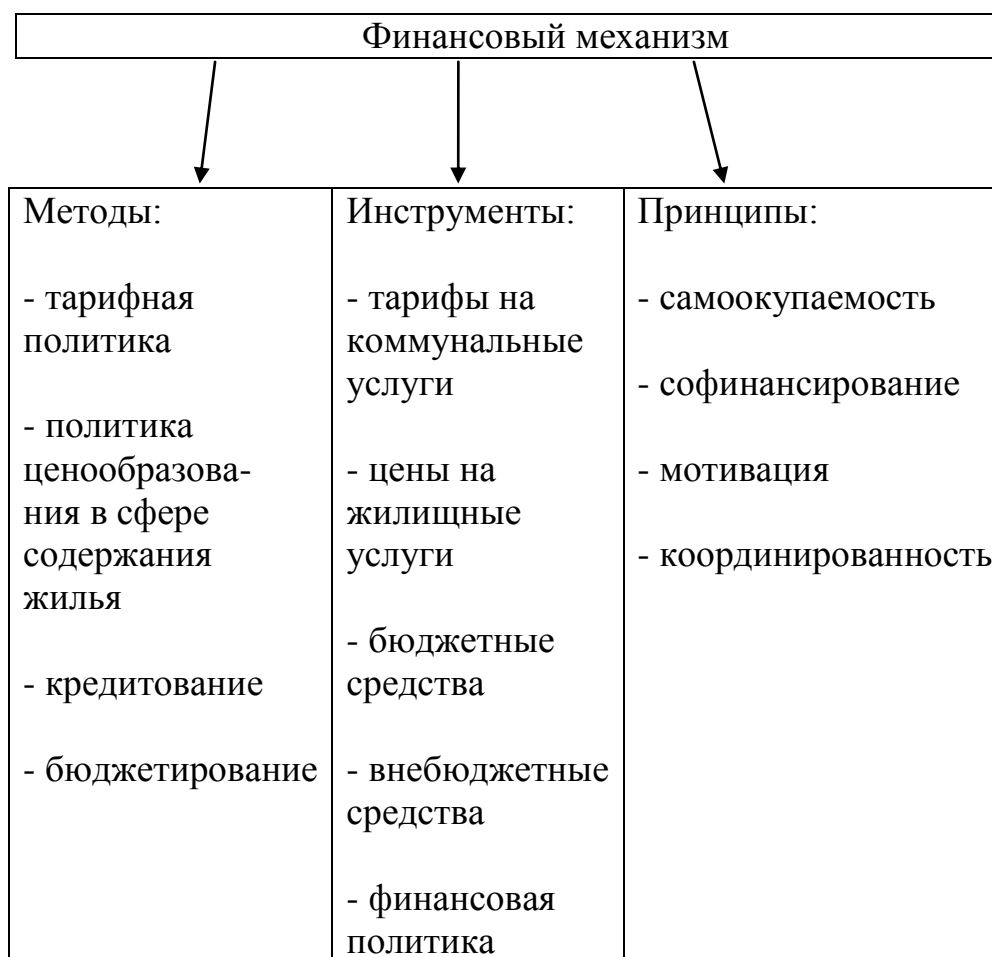 Финансовый механизм
Методы:
- тарифная
политика
- политика
ценообразова-
ния в сфере
содержания
жилья
- кредитование
- бюджетирование
Инструменты:
- тарифы на
коммунальные
услуги
- цены на
жилищные
услуги
- бюджетные
средства
- внебюджетные
средства
- финансовая
политика
Принципы:
- самоокупаемость
- софинансирование
- мотивация
- координированность